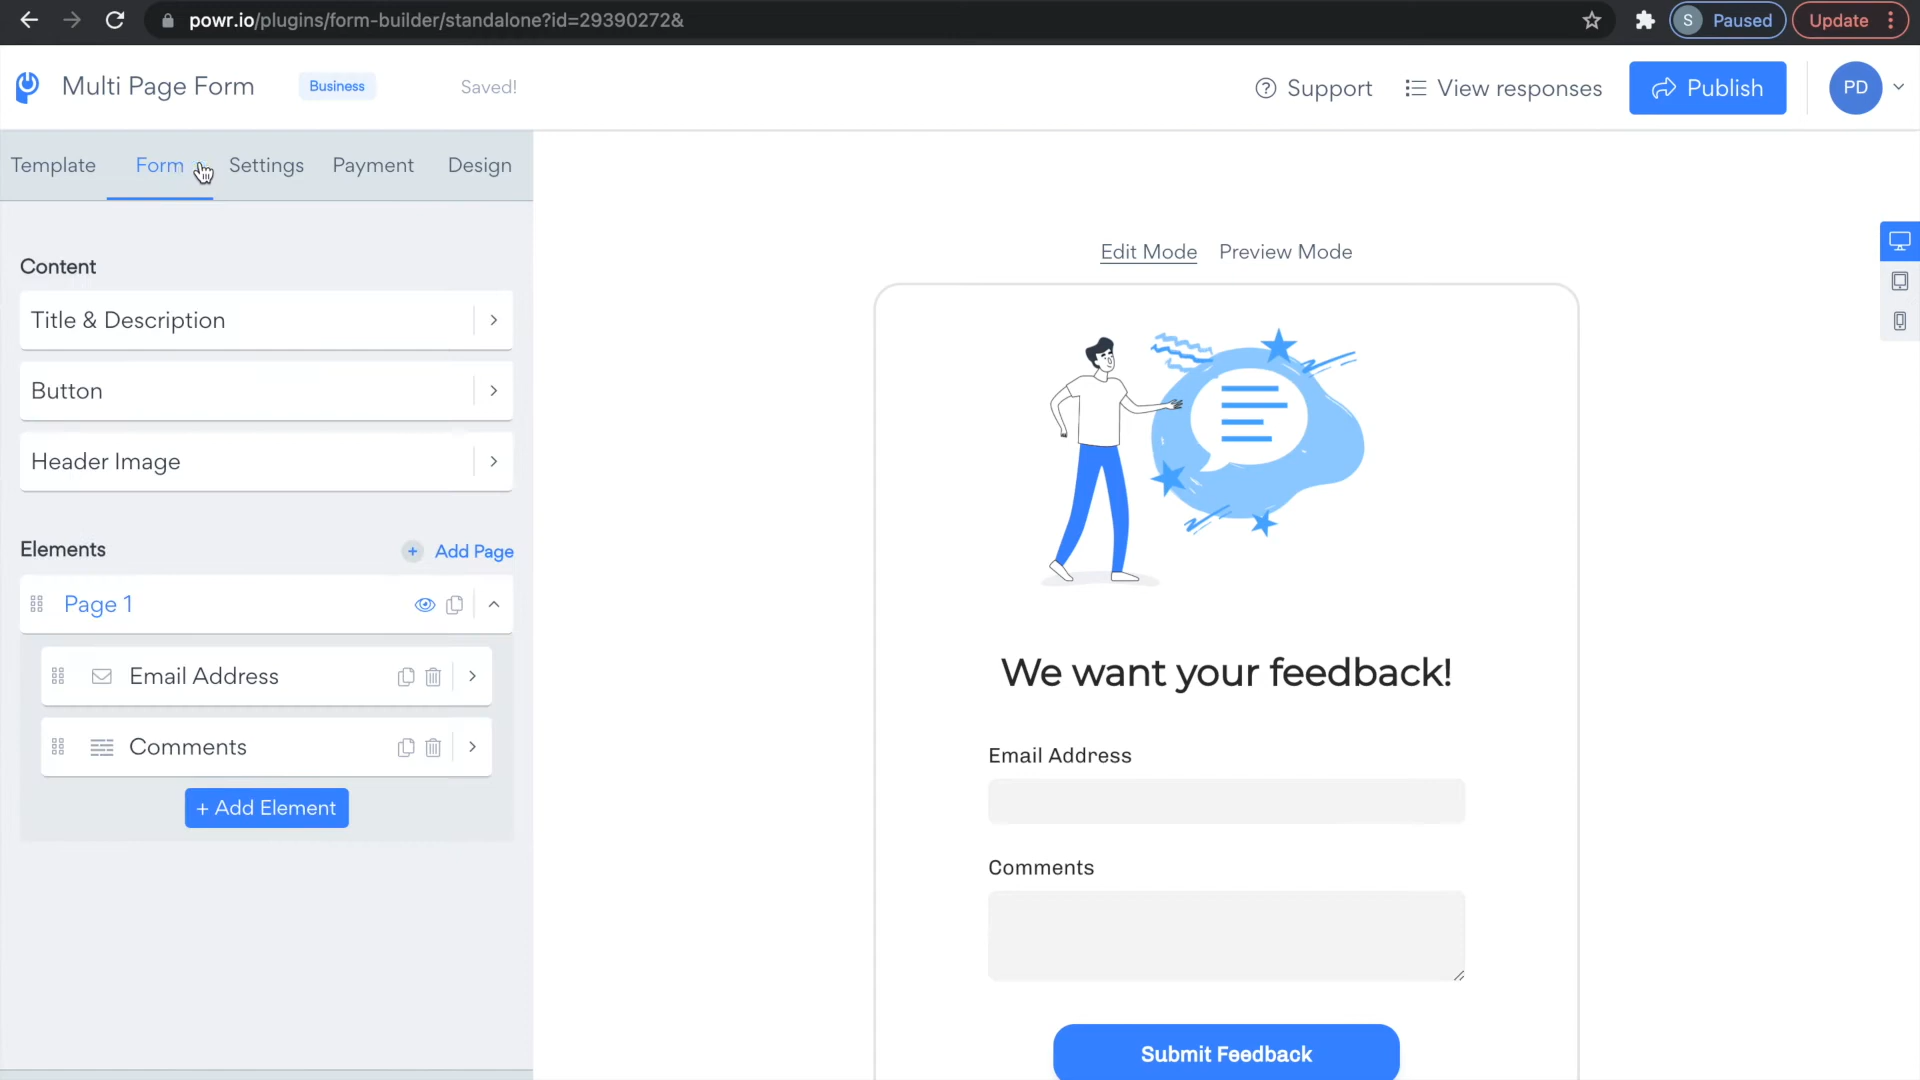 powr.io/plugins/form-builder/standalone?id=29390272&
S Paused
Update
Multi Page Form
Business
Saved!
Support
View responses
Publish
PD
Template
Form
Settings
Payment
Design
Content
Title & Description
Button
Header Image
Elements
+ Add Page
Page 1
Email Address
Comments
+ Add Element
Edit Mode
Preview Mode
We want your feedback!
Email Address
Comments
Submit Feedback